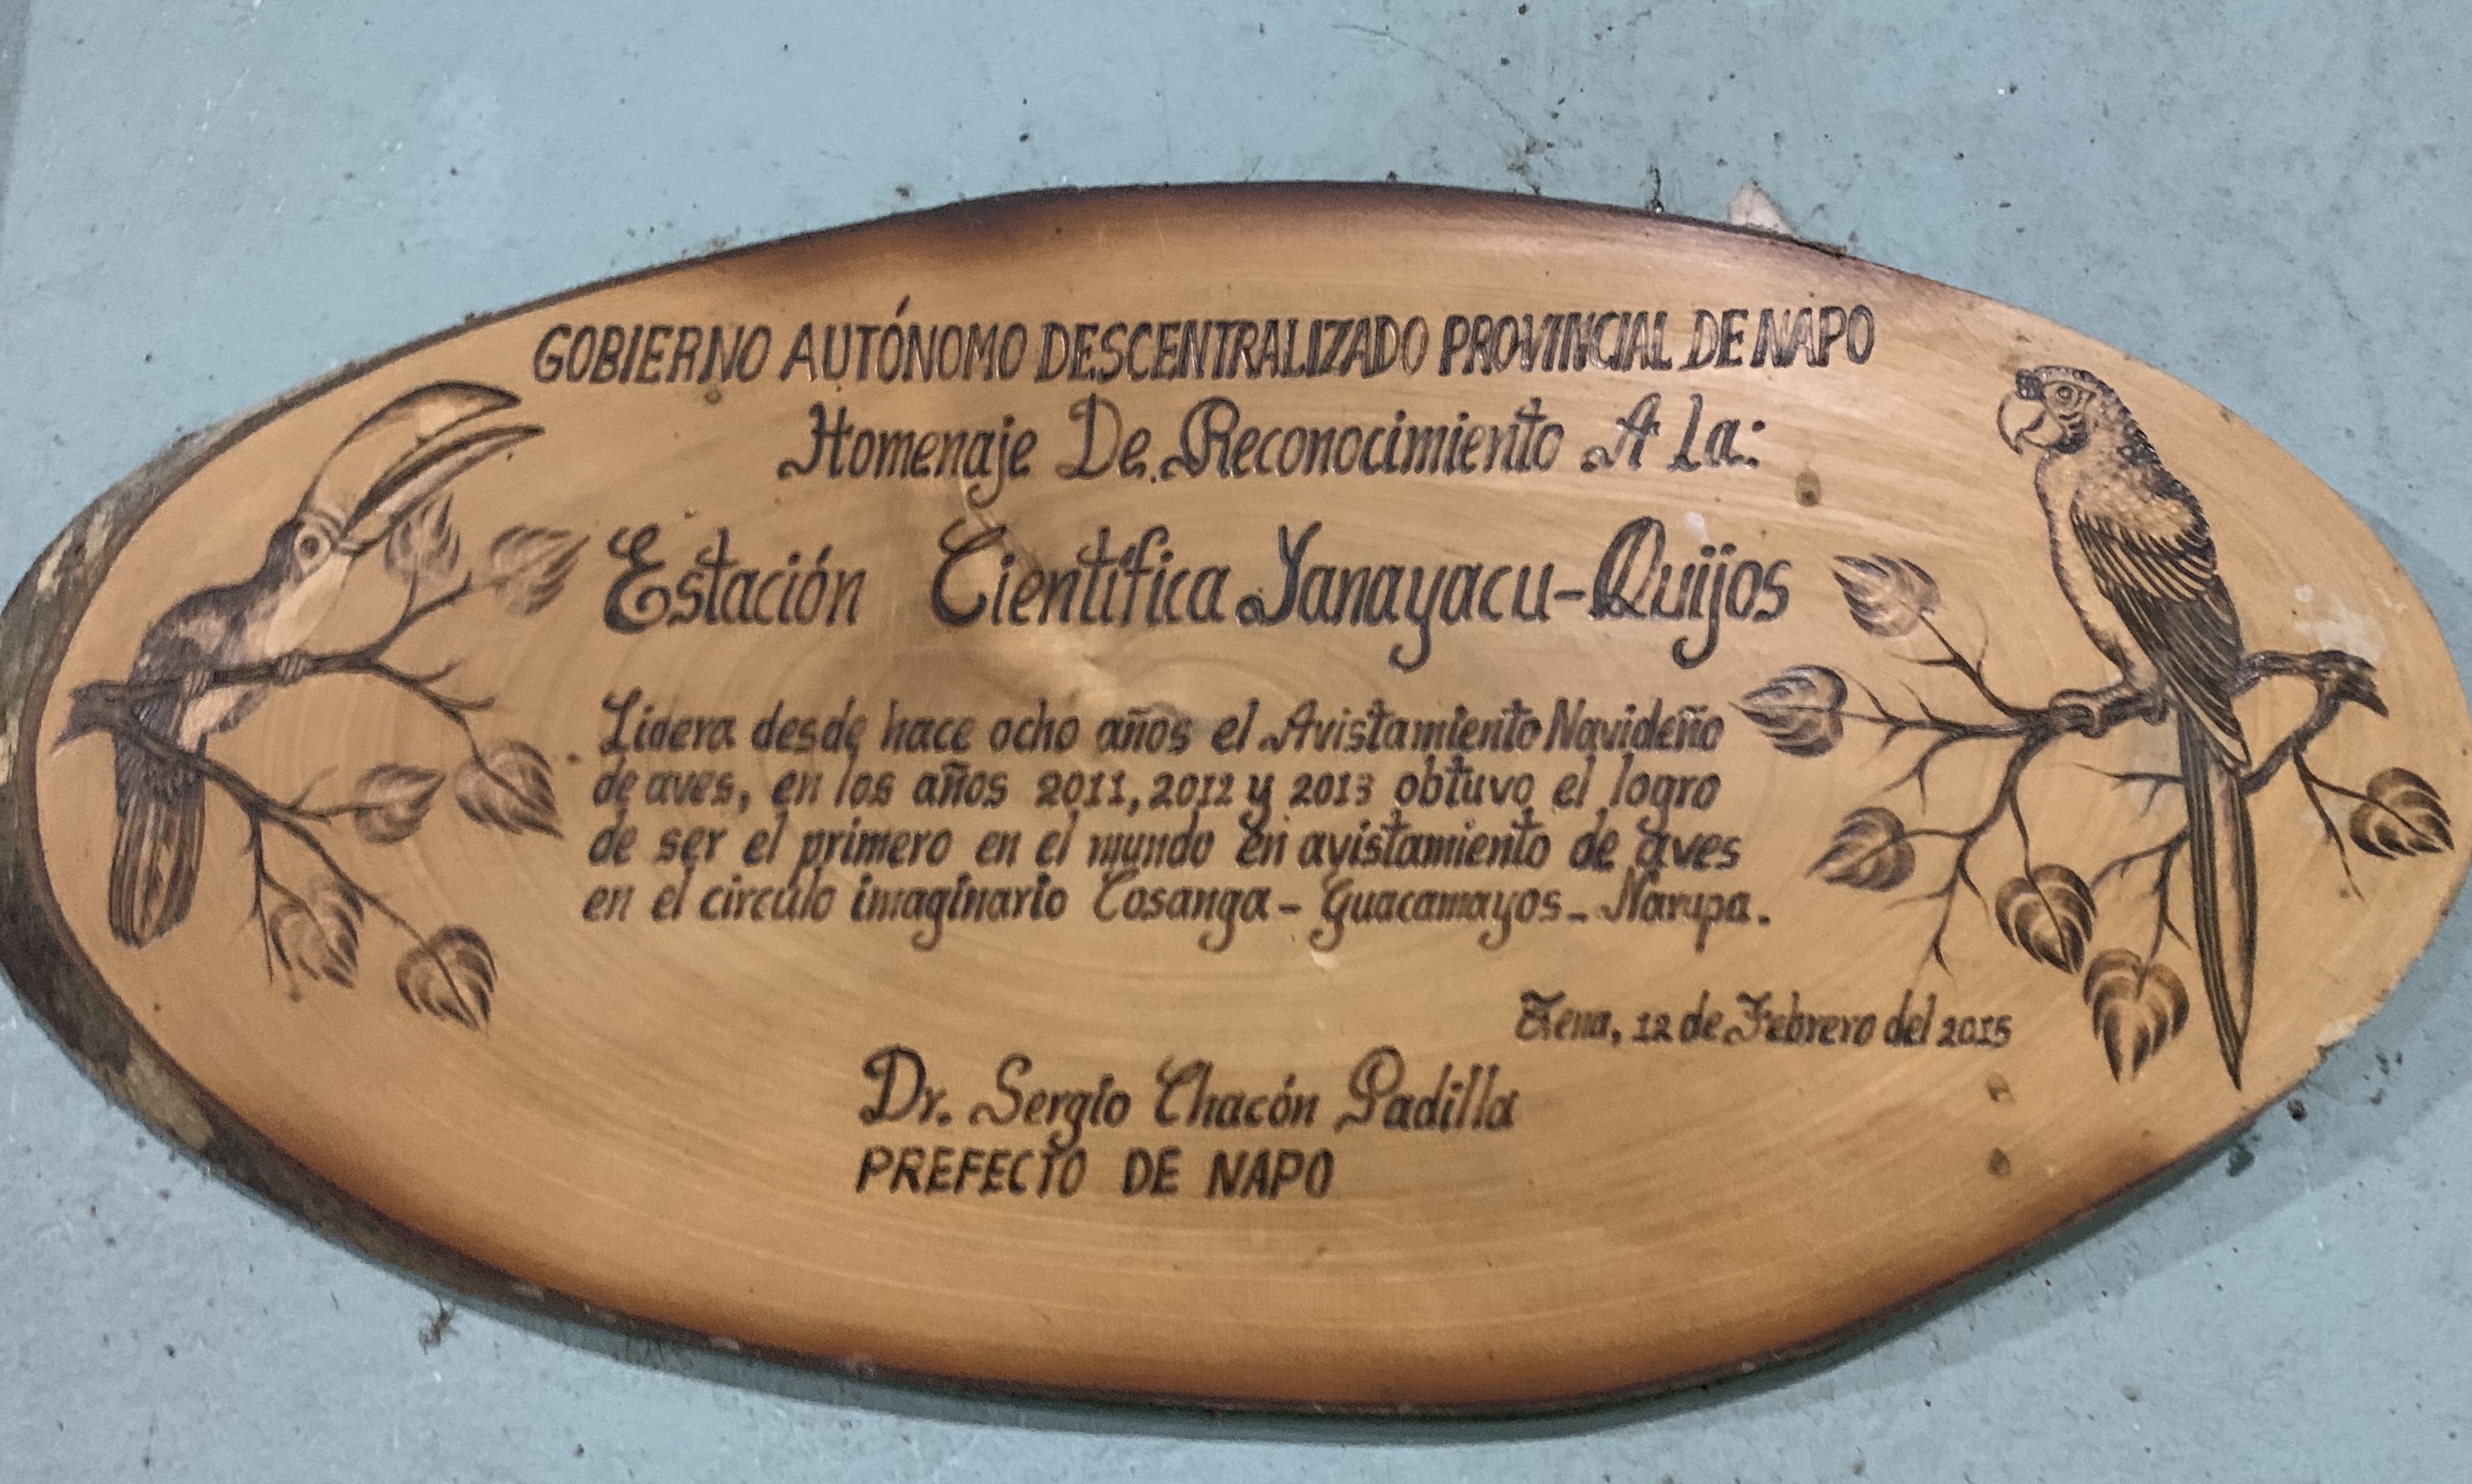 GOBIERNO AUTÓNOMO DESCENTRALIZADO PROVINCIAL DE NAPO
Homenaje De Reconocimiento A La:
Estación Científica Yanayacu-Quijos
Lidera desde hace ocho años el Avistamiento Navideño
de aves, en los años 2011, 2012 y 2013 obtuvo el logro
de ser el primero en el mundo en avistamiento de aves
en el circulo imaginario Cosanga - Guacamayos - Narupa.
Tena, 12 de Febrero del 2015
Dr. Sergio Chacón Padilla
PREFECTO DE NAPO